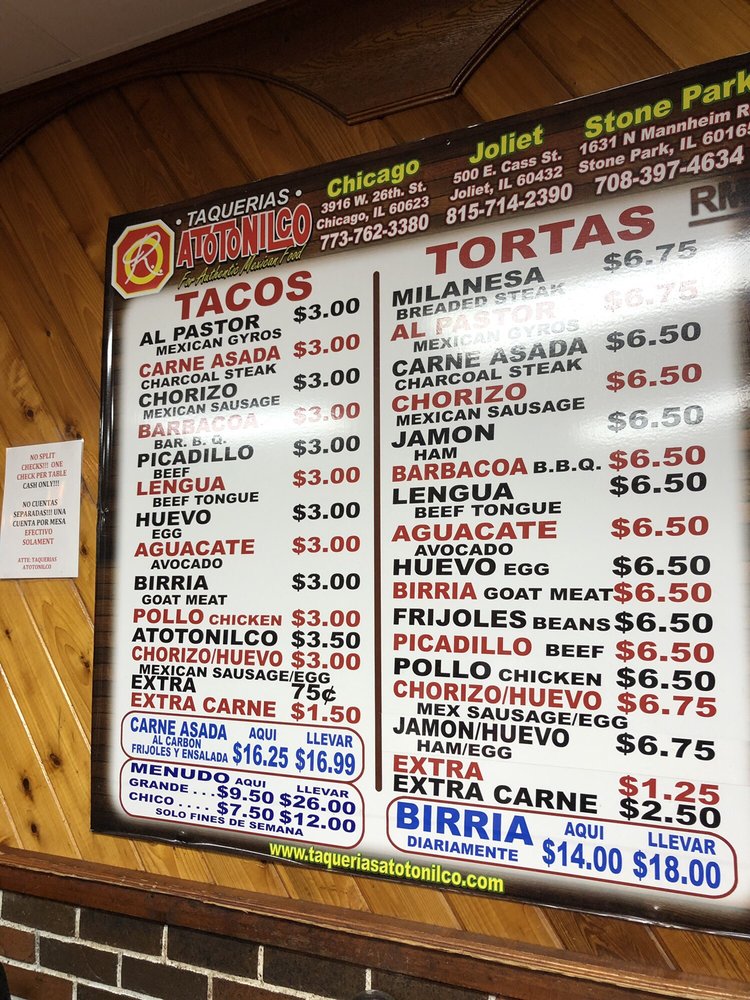 TAQUERIAS
ATOTONILCO
For Authentic Mexican Food
Chicago
3916 W. 26th. St.
Chicago, IL 60623
773-762-3380
Joliet
500 E. Cass St.
Joliet, IL 60432
815-714-2390
Stone Park
1631 N Mannheim
Stone Park, IL 60165
708-397-4634
TACOS
AL PASTOR $3.00
MEXICAN GYROS
CARNE ASADA $3.00
CHARCOAL STEAK
CHORIZO $3.00
MEXICAN SAUSAGE
BARBACOA $3.00
BAR. B. Q.
PICADILLO $3.00
BEEF
LENGUA $3.00
BEEF TONGUE
HUEVO $3.00
EGG
AGUACATE $3.00
AVOCADO
BIRRIA $3.00
GOAT MEAT
POLLO CHICKEN $3.00
ATOTONILCO $3.50
CHORIZO/HUEVO $3.00
MEXICAN SAUSAGE/EGG
EXTRA 75¢
EXTRA CARNE $1.50
CARNE ASADA AQUI LLEVAR
AL CARBON
FRIJOLES Y ENSALADA $16.25 $16.99
MENUDO AQUI LLEVAR
GRANDE . . . $9.50 $26.00
CHICO . . . . $7.50 $12.00
SOLO FINES DE SEMANA
TORTAS
MILANESA $6.75
BREADED STEAK
AL PASTOR $6.75
MEXICAN GYROS
CARNE ASADA $6.50
CHARCOAL STEAK
CHORIZO $6.50
MEXICAN SAUSAGE
JAMON $6.50
HAM
BARBACOA B.B.Q. $6.50
LENGUA $6.50
BEEF TONGUE
AGUACATE $6.50
AVOCADO
HUEVO EGG $6.50
BIRRIA GOAT MEAT $6.50
FRIJOLES BEANS $6.50
PICADILLO BEEF $6.50
POLLO CHICKEN $6.50
CHORIZO/HUEVO $6.75
MEX SAUSAGE/EGG
JAMON/HUEVO $6.75
HAM/EGG
EXTRA $1.25
EXTRA CARNE $2.50
BIRRIA AQUI LLEVAR
DIARIAMENTE $14.00 $18.00
www.taqueriasatotonilco.com
NO SPLIT
CHECKS!!! ONE
CHECK PER TABLE
CASH ONLY!!!
NO CUENTAS
SEPARADAS!!! UNA
CUENTA POR MESA
EFECTIVO
SOLAMENT
ATTE: TAQUERIAS
ATOTONILCO